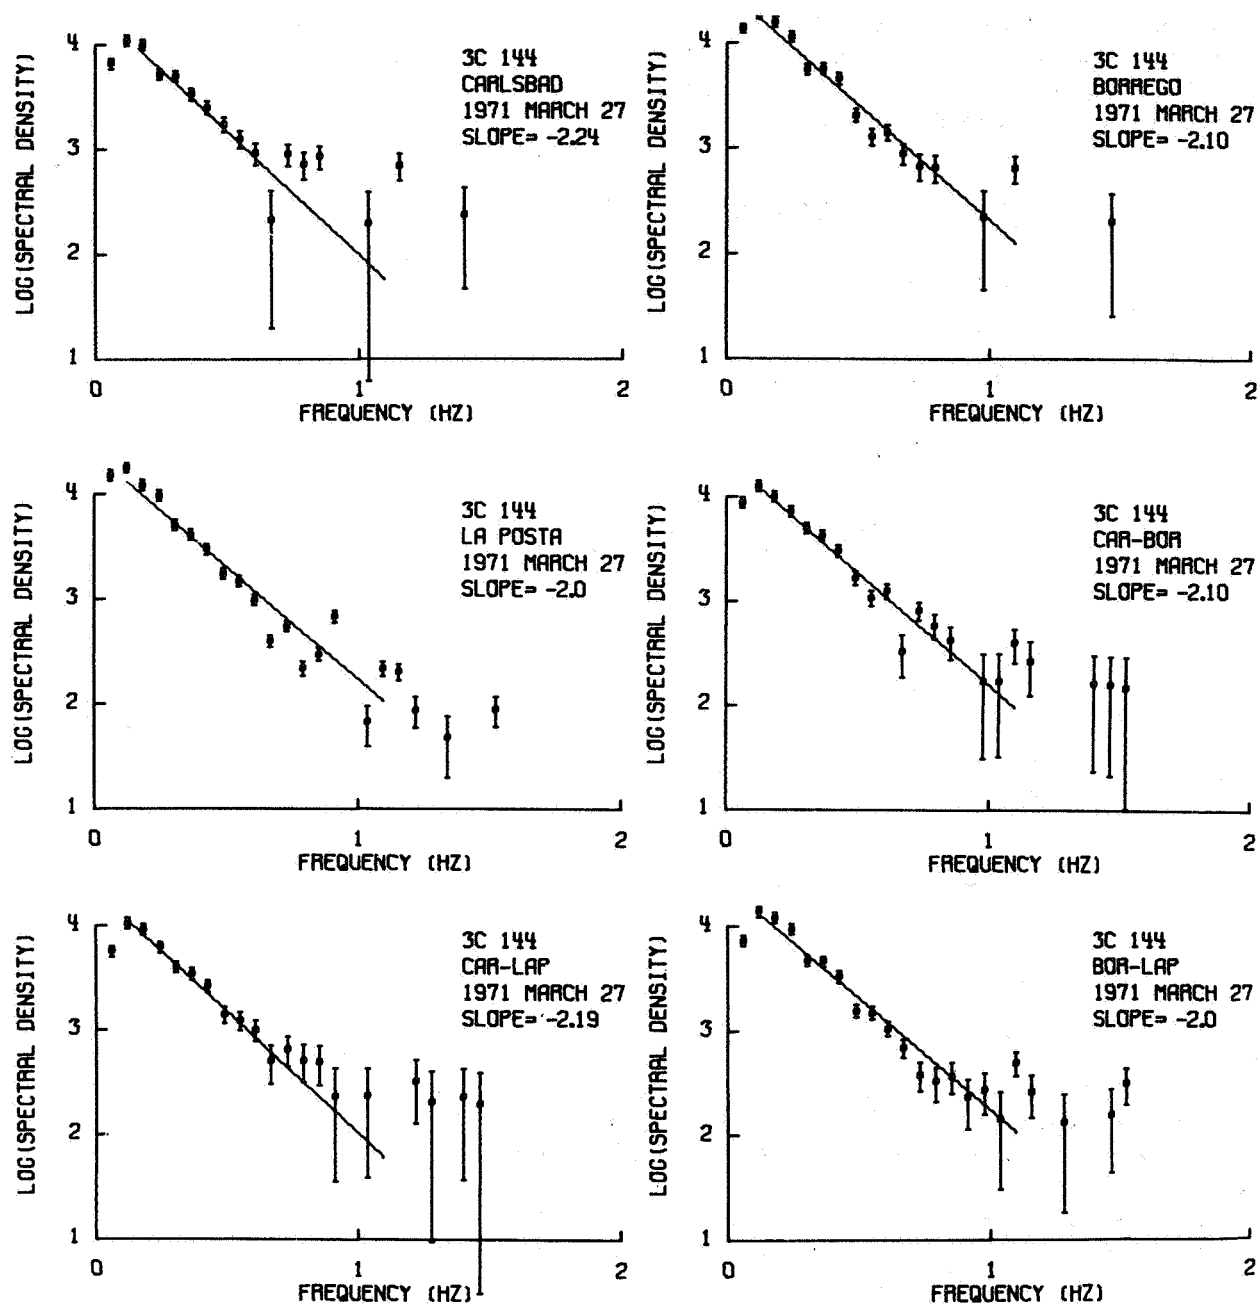 3C 144
CARLSBAD
1971 MARCH 27
SLOPE= -2.24
LOG(SPECTRAL DENSITY)
4
3
2
1
0 1 2
FREQUENCY (HZ)
3C 144
BORREGO
1971 MARCH 27
SLOPE= -2.10
LOG(SPECTRAL DENSITY)
4
3
2
1
0 1 2
FREQUENCY (HZ)
3C 144
LA POSTA
1971 MARCH 27
SLOPE= -2.0
LOG(SPECTRAL DENSITY)
4
3
2
1
0 1 2
FREQUENCY (HZ)
3C 144
CAR-BOR
1971 MARCH 27
SLOPE= -2.10
LOG(SPECTRAL DENSITY)
4
3
2
1
0 1 2
FREQUENCY (HZ)
3C 144
CAR-LAP
1971 MARCH 27
SLOPE= -2.19
LOG(SPECTRAL DENSITY)
4
3
2
1
0 1 2
FREQUENCY (HZ)
3C 144
BOR-LAP
1971 MARCH 27
SLOPE= -2.0
LOG(SPECTRAL DENSITY)
4
3
2
1
0 1 2
FREQUENCY (HZ)